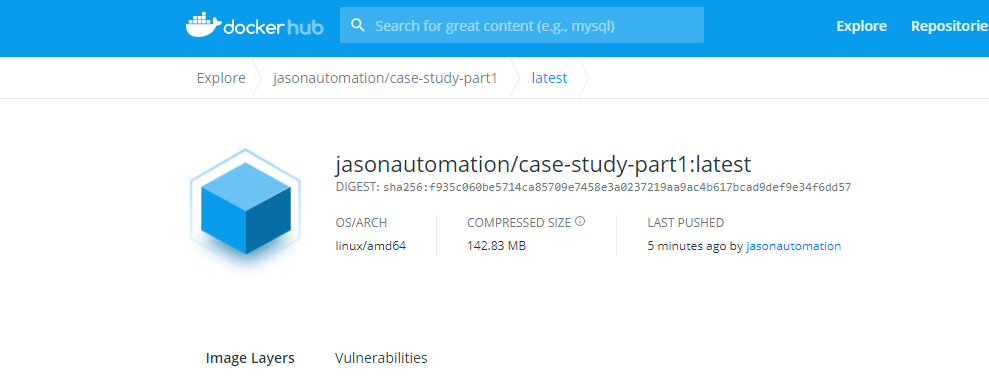 docker hub
Search for great content (e.g., mysql)
Explore
Repositories
Explore
jasonautomation/case-study-part1
latest
jasonautomation/case-study-part1:latest
DIGEST: sha256:f935c060be5714ca85709e7458e3a0237219aa9ac4b617bcad9def9e34f6dd57
OS/ARCH
COMPRESSED SIZE
LAST PUSHED
linux/amd64
142.83 MB
5 minutes ago by jasonautomation
Image Layers
Vulnerabilities